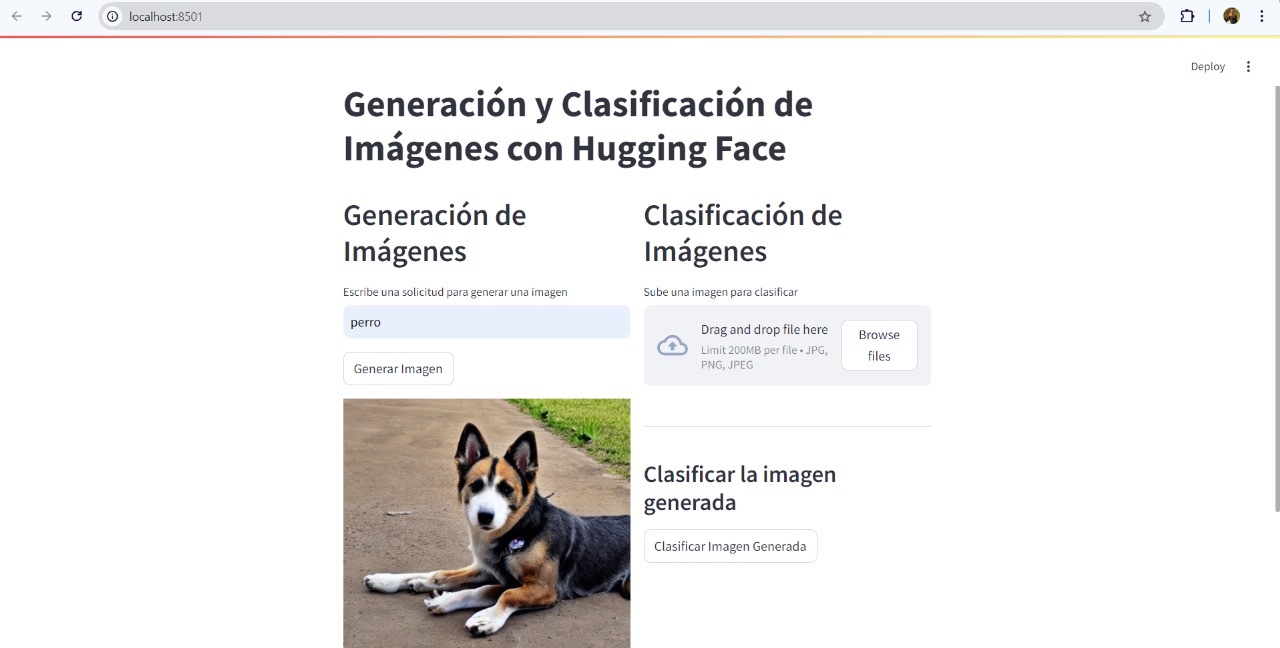 localhost:8501
Deploy
Generación y Clasificación de
Imágenes con Hugging Face
Generación de
Imágenes
Escribe una solicitud para generar una imagen
perro
Generar Imagen
Clasificación de
Imágenes
Sube una imagen para clasificar
Drag and drop file here
Limit 200MB per file • JPG,
PNG, JPEG
Browse
files
Clasificar la imagen
generada
Clasificar Imagen Generada